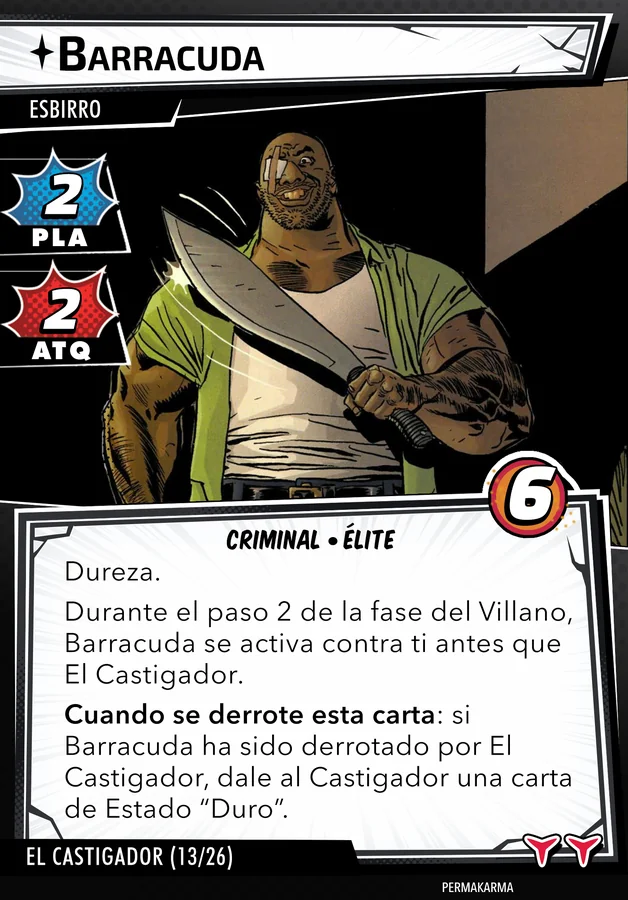 BARRACUDA
ESBIRRO
2
PLA
2
ATQ
6
CRIMINAL • ÉLITE
Dureza.
Durante el paso 2 de la fase del Villano,
Barracuda se activa contra ti antes que
El Castigador.
Cuando se derrote esta carta: si
Barracuda ha sido derrotado por El
Castigador, dale al Castigador una carta
de Estado “Duro”.
EL CASTIGADOR (13/26)
PERMAKARMA